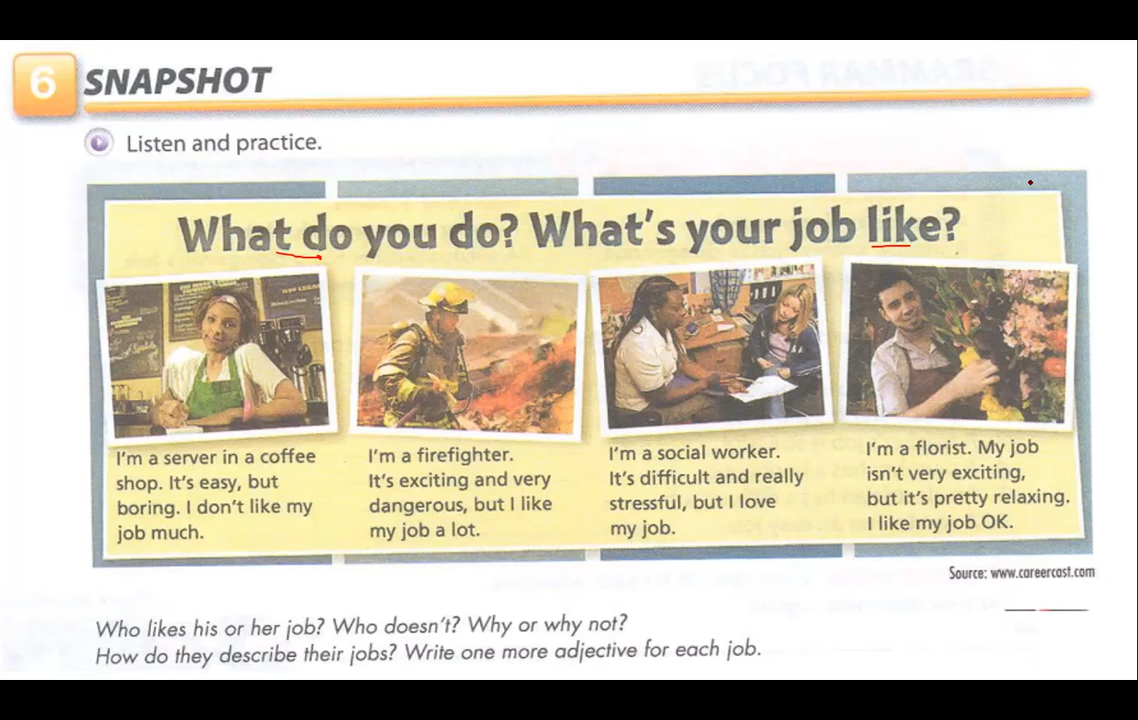 6 SNAPSHOT
Listen and practice.
What do you do? What's your job like?
I'm a server in a coffee
shop. It's easy, but
boring. I don't like my
job much.
I'm a firefighter.
It's exciting and very
dangerous, but I like
my job a lot.
I'm a social worker.
It's difficult and really
stressful, but I love
my job.
I'm a florist. My job
isn't very exciting,
but it's pretty relaxing.
I like my job OK.
Source: www.careercast.com
Who likes his or her job? Who doesn't? Why or why not?
How do they describe their jobs? Write one more adjective for each job.